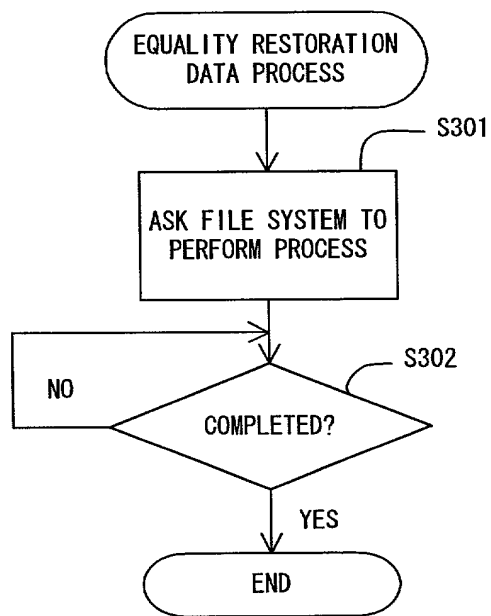 EQUALITY RESTORATION
DATA PROCESS
S301
ASK FILE SYSTEM TO
PERFORM PROCESS
S302
NO
COMPLETED?
YES
END